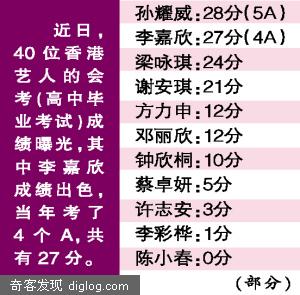 近日，
40 位香港
艺人的会
考(高中毕
业考试)成
绩曝光，其
中李嘉欣
成绩出色，
当年考了
4 个 A，共
有 27 分。
孙耀威：28分(5A)
李嘉欣：27分(4A)
梁咏琪：24分
谢安琪：21分
方力申：12分
邓丽欣：12分
钟欣桐：10分
蔡卓妍：5分
许志安：3分
李彩桦：1分
陈小春：0分
(部分)
奇客发现 diglog.com